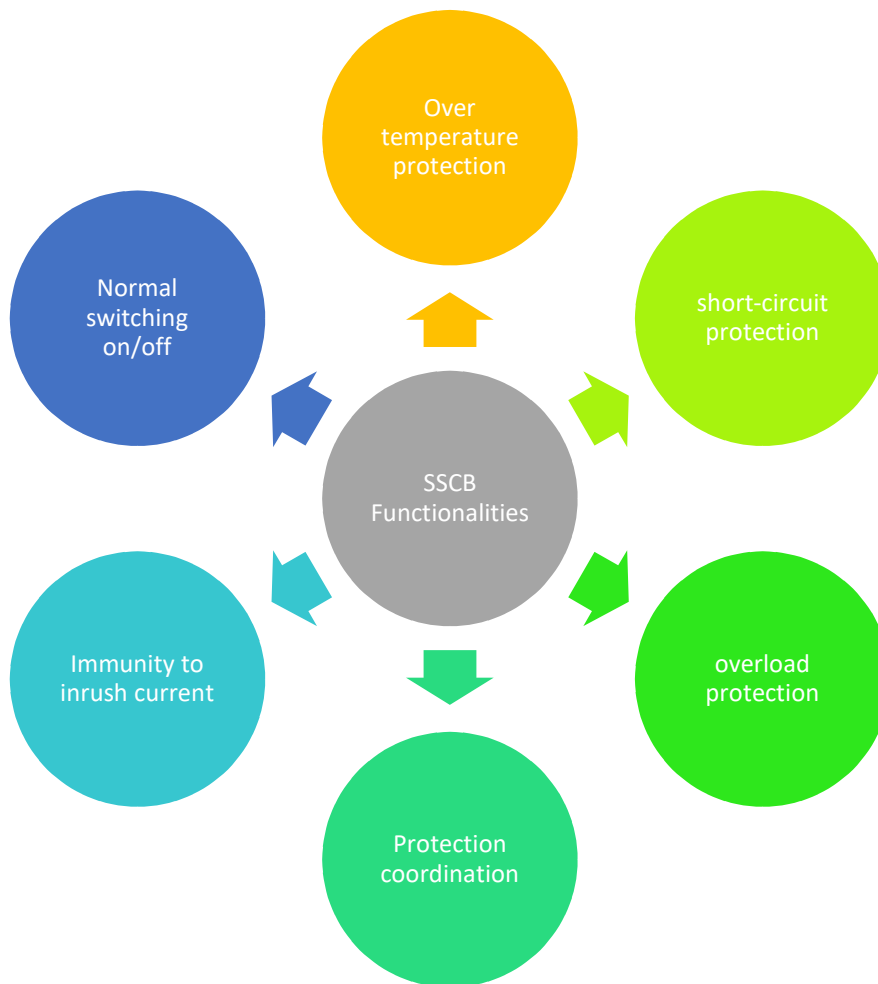 Over
temperature
protection
Normal
switching
on/off
short-circuit
protection
SSCB
Functionalities
Immunity to
inrush current
overload
protection
Protection
coordination